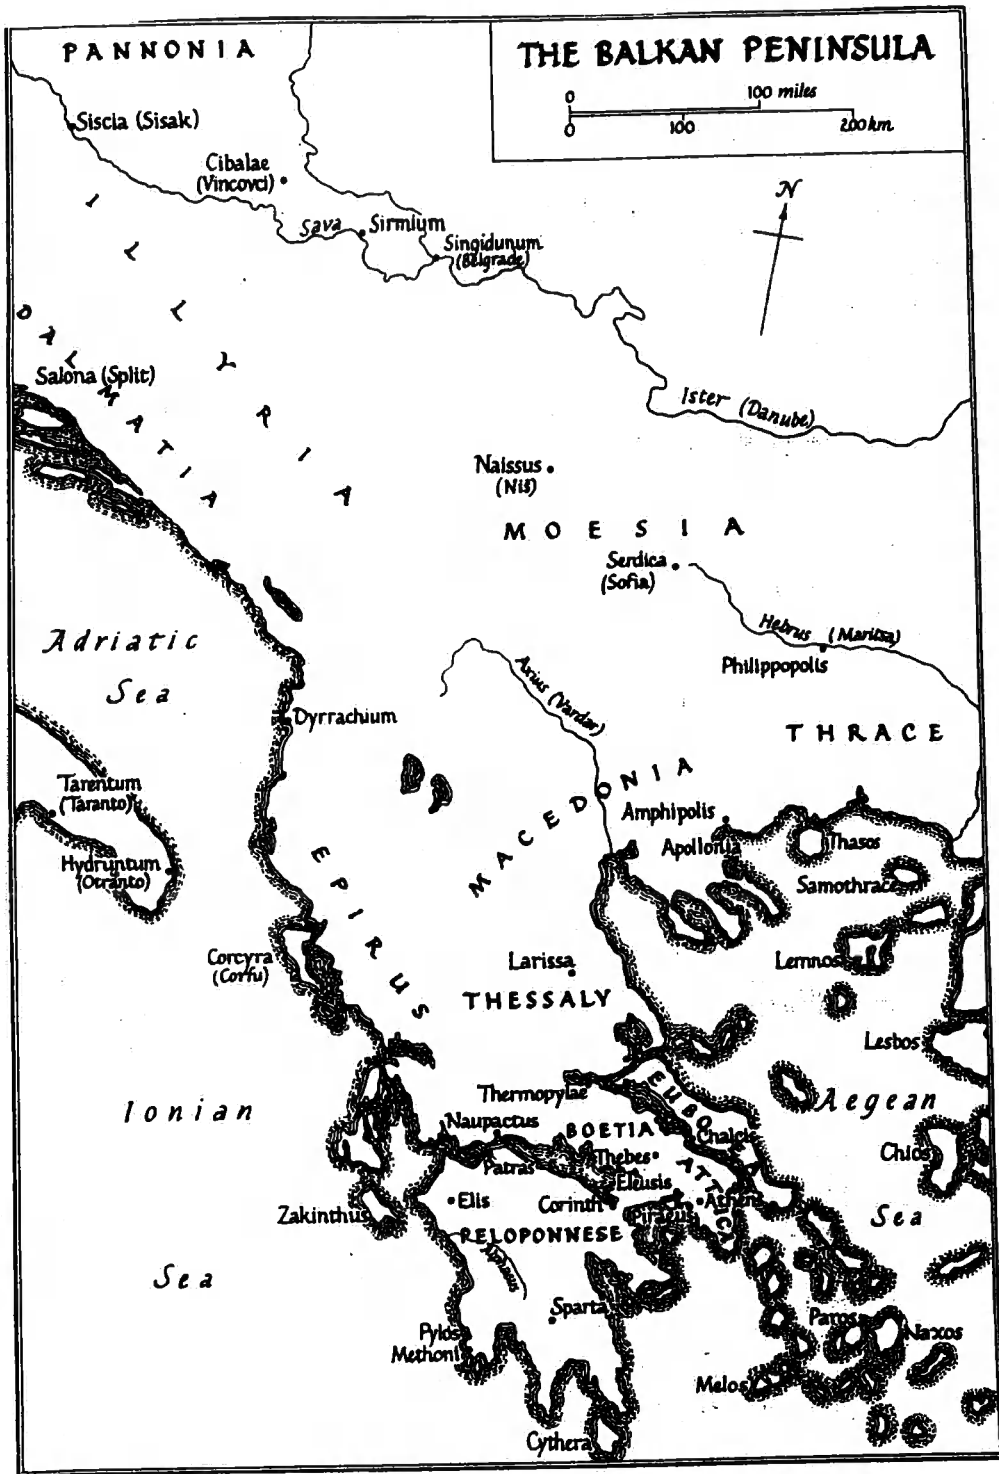 THE BALKAN PENINSULA
0 100 miles
0 100 200 km.
N
PANNONIA
Siscia (Sisak)
Cibalae
(Vincovci)
Sava
Sirmium
Singidunum
(Belgrade)
ILLLRIA
DALMATIA
Salona (Split)
Ister (Danube)
Naissus
(Niš)
MOESIA
Serdica
(Sofia)
Hebrus (Maritsa)
Philippopolis
Adriatic
Sea
Axius (Vardar)
Dyrrachium
THRACE
MACEDONIA
Tarentum
(Taranto)
Amphipolis
Apollonia
Thasos
Hydruntum
(Otranto)
Samothrace
EPIRUS
Corcyra
(Corfu)
Larissa
Lemnos
THESSALY
Lesbos
Thermopylae
EUBOEA
Ionian
Aegean
Naupactus
BOETIA
Chalcis
Chios
Patras
Thebes
Eleusis
ATTICA
Elis
Corinth
Athens
Piraeus
Zakinthus
PELOPONNESE
Sea
Sea
Alpheus
Sparta
Pylos
Methoni
Paros
Naxos
Melos
Cythera